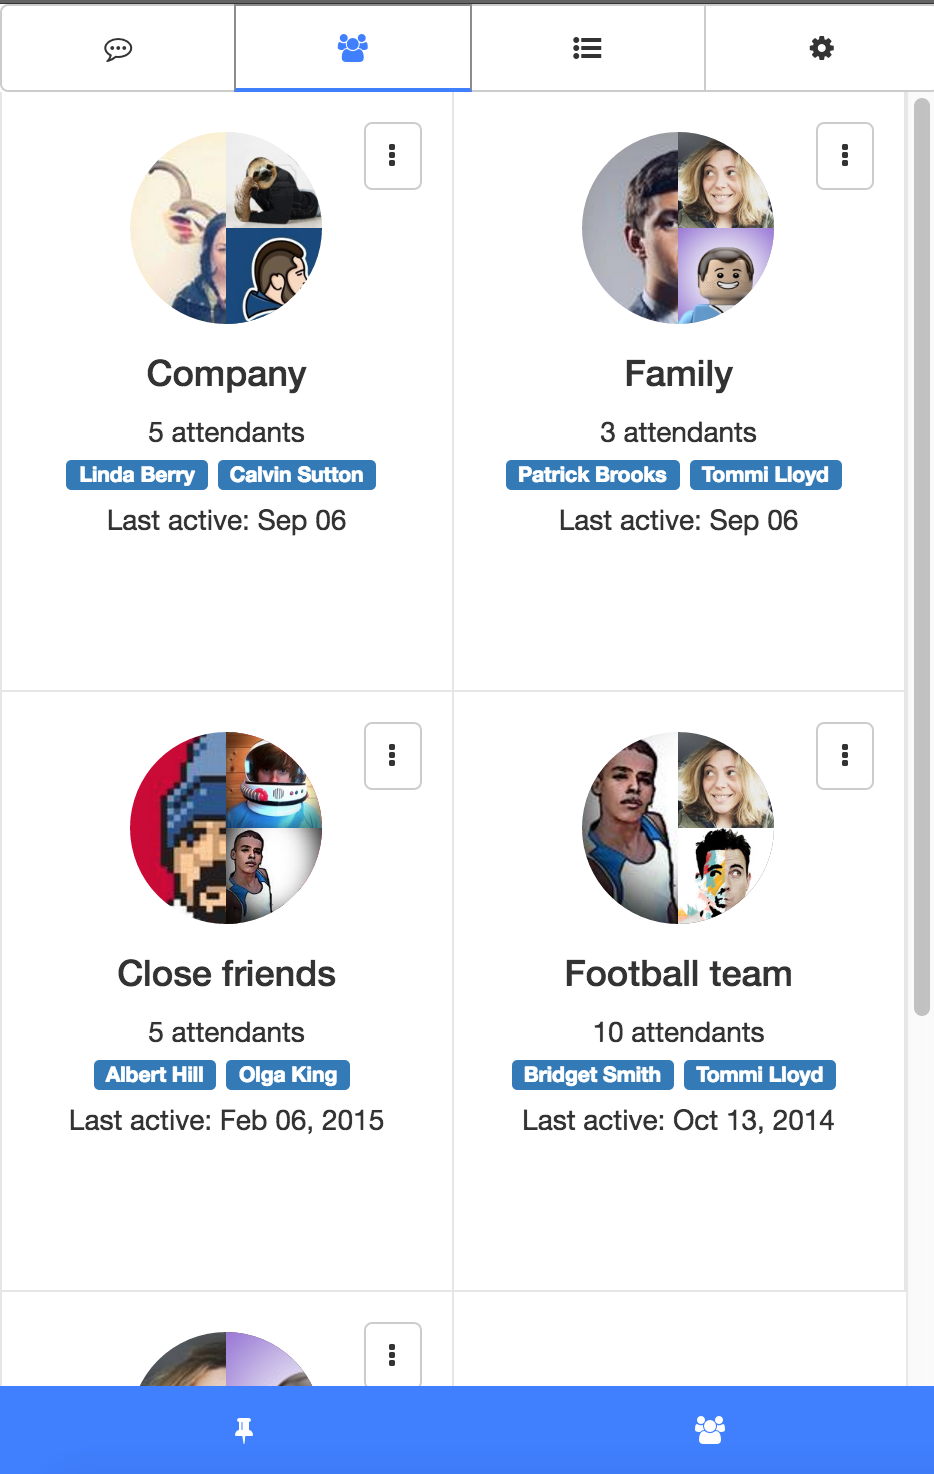 Company
5 attendants
Linda Berry Calvin Sutton
Last active: Sep 06
Family
3 attendants
Patrick Brooks Tommi Lloyd
Last active: Sep 06
Close friends
5 attendants
Albert Hill Olga King
Last active: Feb 06, 2015
Football team
10 attendants
Bridget Smith Tommi Lloyd
Last active: Oct 13, 2014